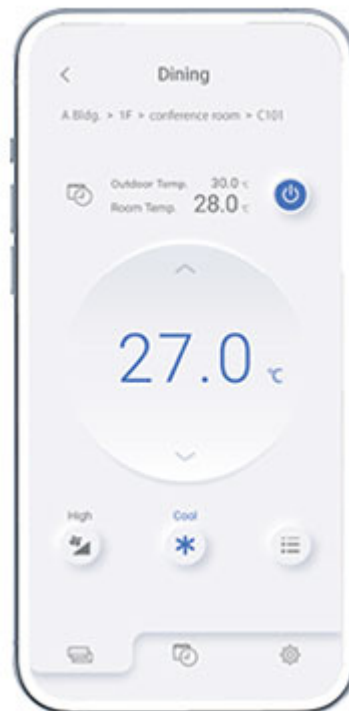 Dining
A Bldg. > 1F > conference room > C101
Outdoor Temp. 30.0 ℃
Room Temp. 28.0 ℃
27.0 ℃
High
Cool